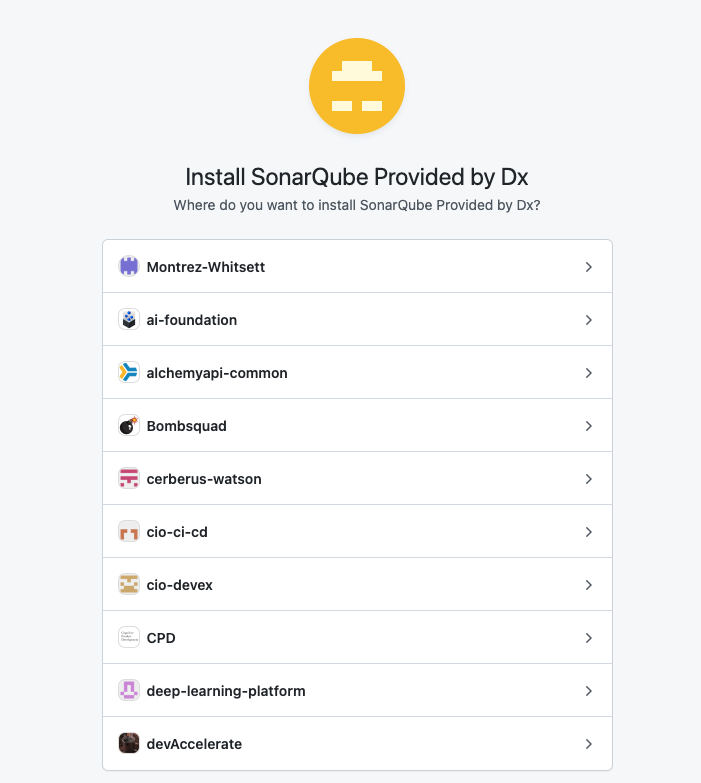 Install SonarQube Provided by Dx
Where do you want to install SonarQube Provided by Dx?
Montrez-Whitsett
ai-foundation
alchemyapi-common
Bombsquad
cerberus-watson
cio-ci-cd
cio-devex
CPD
deep-learning-platform
devAccelerate